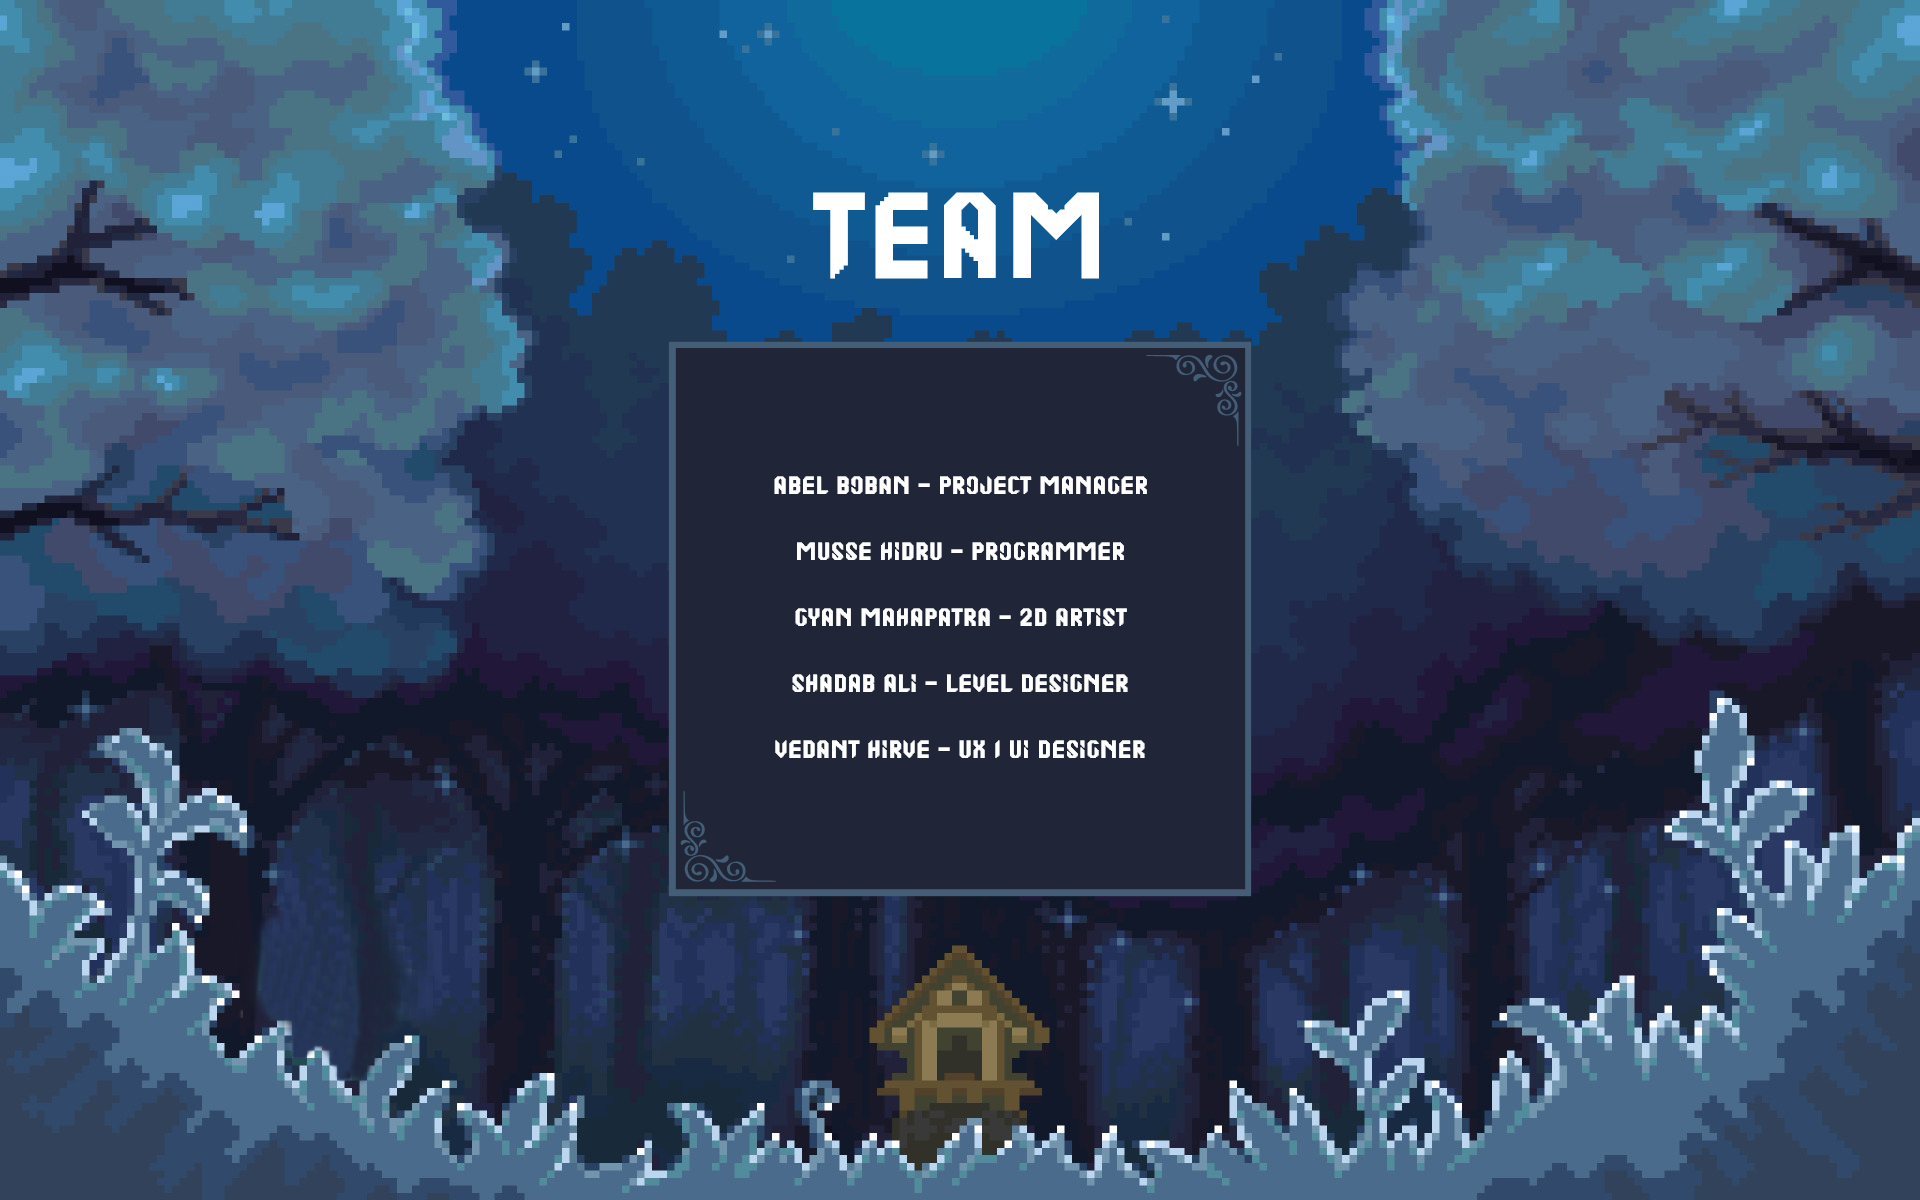 TEAM
ABEL BOBAN - PROJECT MANAGER
MUSSE HIDRU - PROGRAMMER
GYAN MAHAPATRA - 2D ARTIST
SHADAB ALI - LEVEL DESIGNER
VEDANT HIRVE - UX / UI DESIGNER